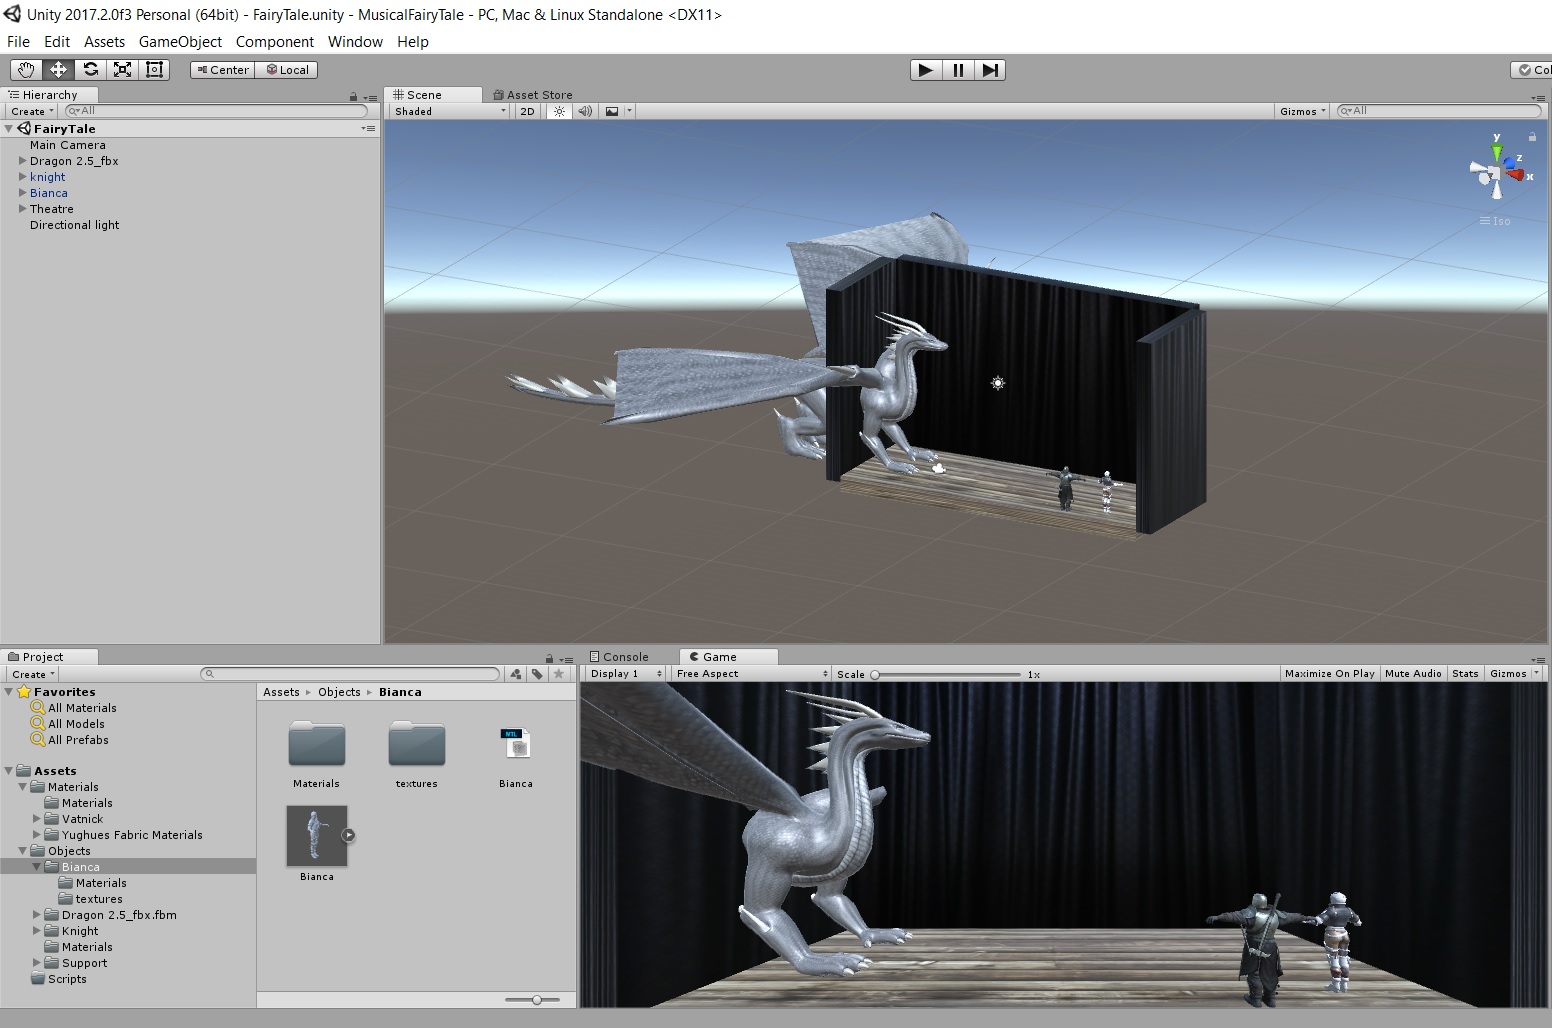 Unity 2017.2.0f3 Personal (64bit) - FairyTale.unity - MusicalFairyTale - PC, Mac & Linux Standalone <DX11>
File Edit Assets GameObject Component Window Help
Center Local Col
Hierarchy
Create All
FairyTale
Main Camera
Dragon 2.5_fbx
knight
Bianca
Theatre
Directional light
Scene Asset Store
Shaded 2D Gizmos All
y
z
x
Iso
Project
Create
Favorites
All Materials
All Models
All Prefabs
Assets
Materials
Materials
Vatnick
Yughues Fabric Materials
Objects
Bianca
Materials
textures
Dragon 2.5_fbx.fbm
Knight
Materials
Support
Scripts
Assets Objects Bianca
MTL
Materials textures Bianca
Bianca
Console Game
Display 1 Free Aspect Scale 1x Maximize On Play Mute Audio Stats Gizmos